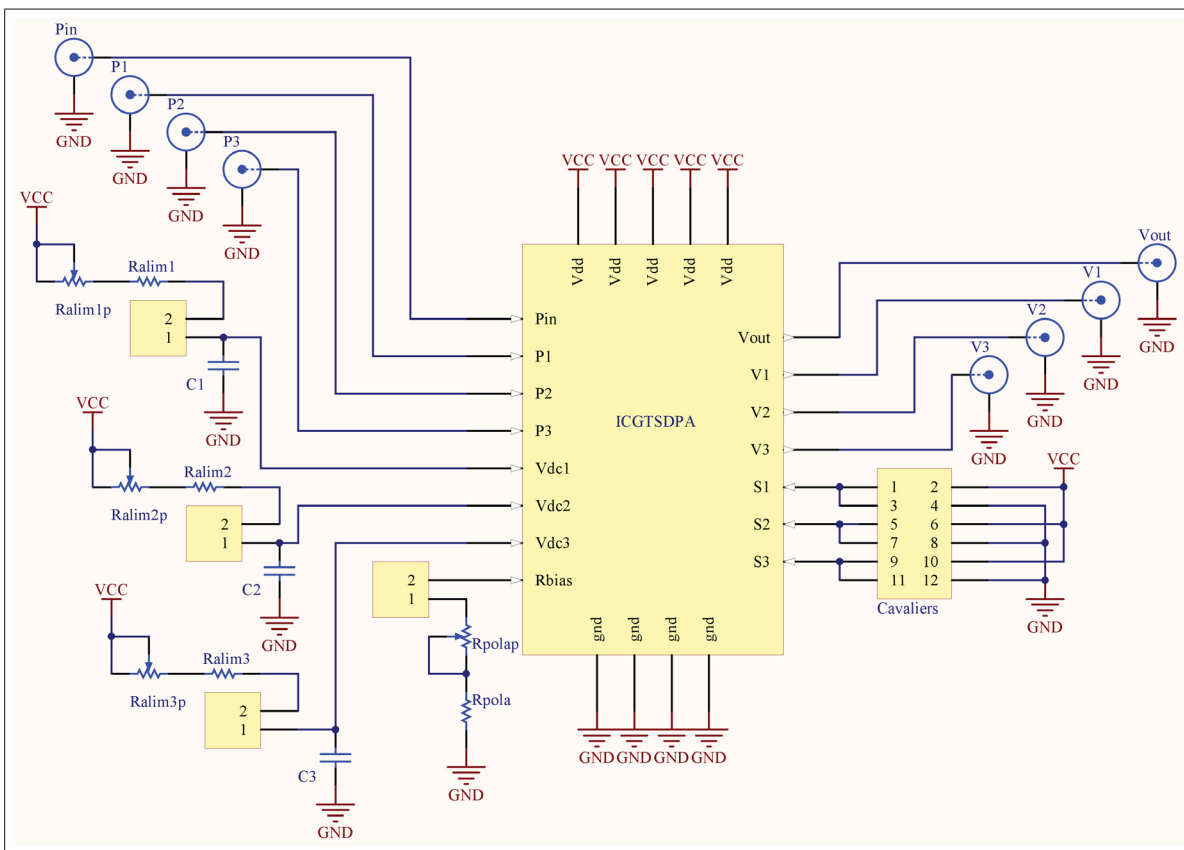 Pin
P1
P2
P3
GND
GND
GND
GND
VCC
Ralim1
Ralim1p
2
1
C1
GND
VCC
Ralim2
Ralim2p
2
1
C2
GND
VCC
Ralim3
Ralim3p
2
1
C3
GND
2
1
Rpolap
Rpola
GND
VCC VCC VCC VCC VCC
Vdd Vdd Vdd Vdd Vdd
Pin
P1
P2
P3
Vdc1
Vdc2
Vdc3
Rbias
ICGTSDPA
Vout
V1
V2
V3
S1
S2
S3
gnd gnd gnd gnd
GND GND GND GND
Vout
V1
V2
V3
GND
GND
GND
GND
VCC
1 2
3 4
5 6
7 8
9 10
11 12
Cavaliers
GND